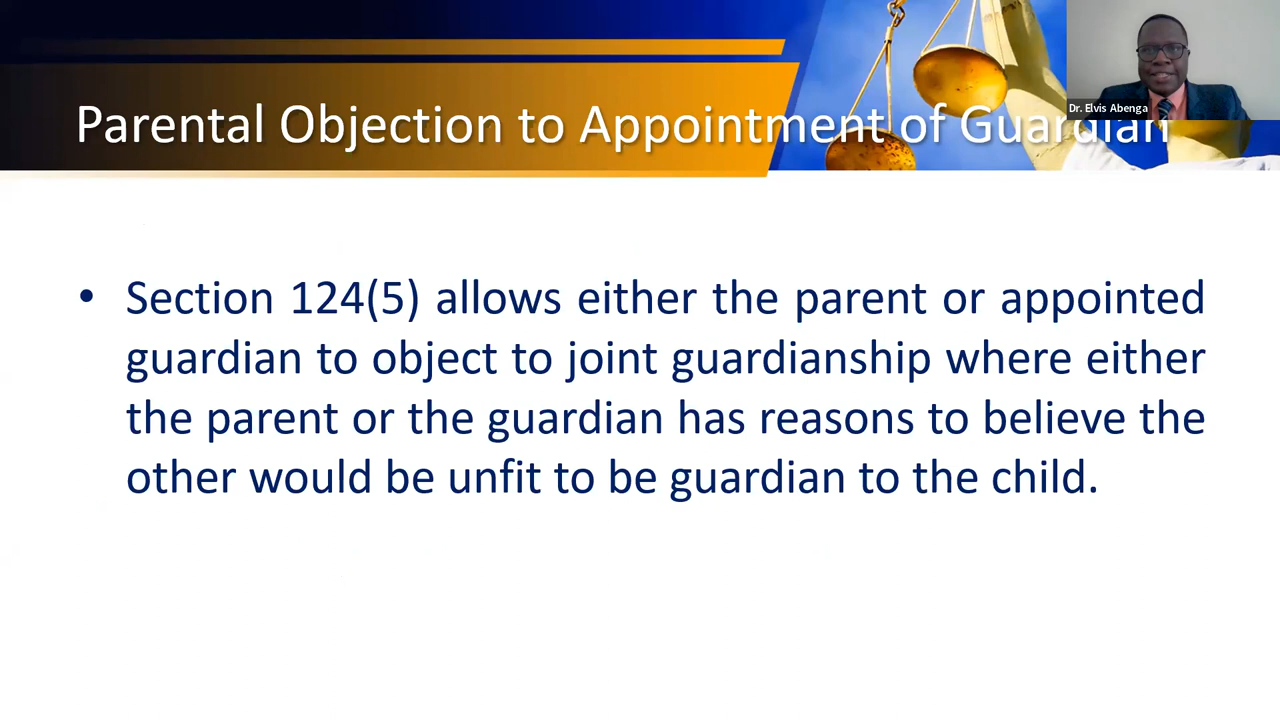 Parental Objection to Appointment of Guardian
Dr. Elvis Abenga
• Section 124(5) allows either the parent or appointed
guardian to object to joint guardianship where either
the parent or the guardian has reasons to believe the
other would be unfit to be guardian to the child.